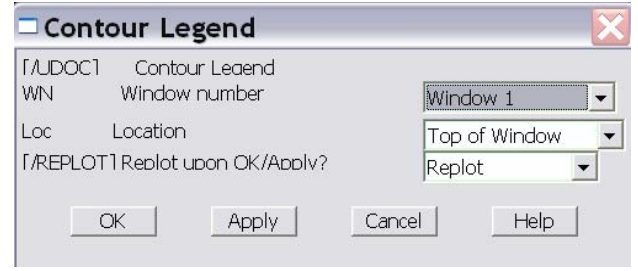 Contour Legend
[/UDOC] Contour Legend
WN Window number Window 1
Loc Location Top of Window
[/REPLOT] Replot upon OK/Apply? Replot
OK Apply Cancel Help